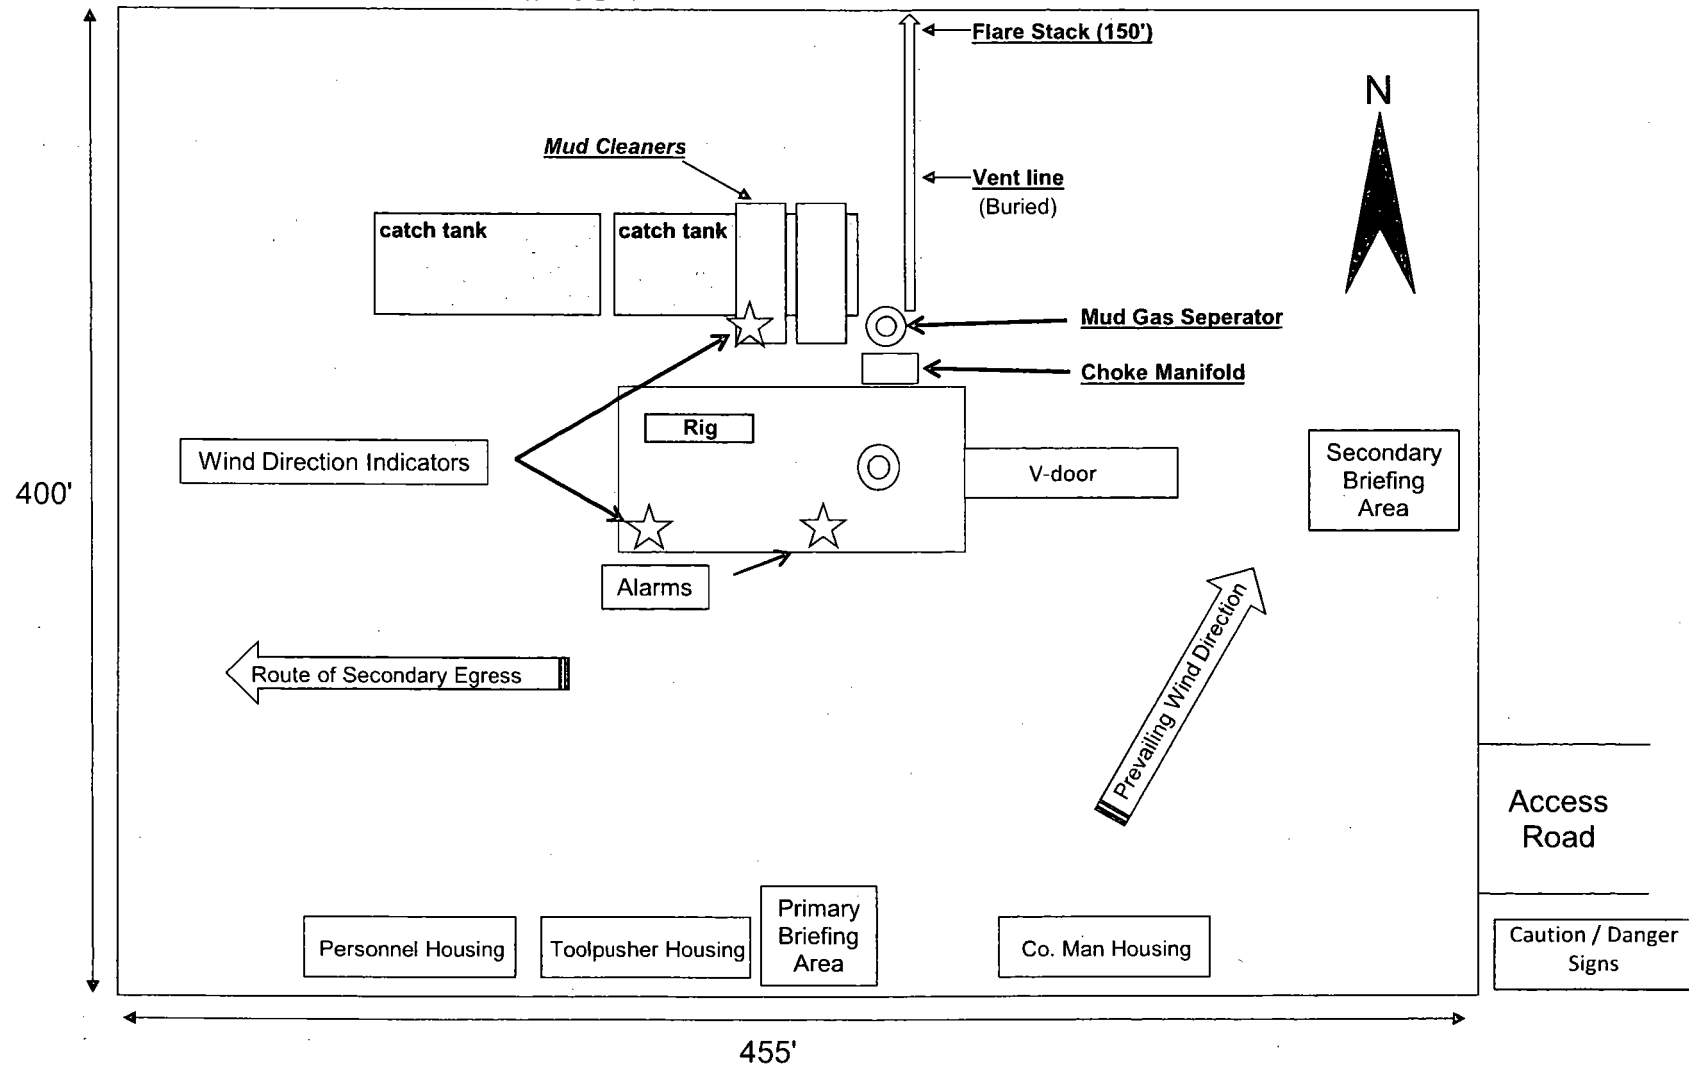 Flare Stack (150')
N
Mud Cleaners
Vent line
(Buried)
catch tank
catch tank
Mud Gas Seperator
Choke Manifold
Rig
Wind Direction Indicators
V-door
Secondary
Briefing
Area
400'
Alarms
Prevailing Wind Direction
Route of Secondary Egress
Access
Road
Primary
Briefing
Area
Personnel Housing
Toolpusher Housing
Co. Man Housing
Caution / Danger
Signs
455'